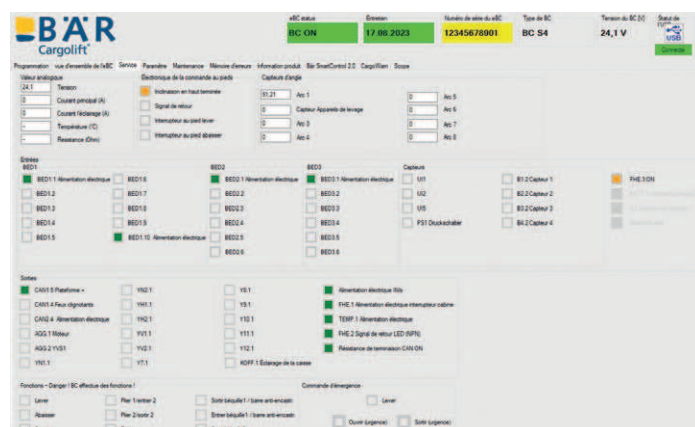 BÄR
Cargolift
eBC status
BC ON
Entretien
17.08.2023
Numéro de série du eBC
12345678901
Type de BC
BC S4
Tension du BC (V)
24,1 V
Statut de
USB
Connecté
Programmation vue d'ensemble de l'eBC Service Paramètre Maintenance Mémoire d'erreurs Information produit Bär SmartControl 2.0 CargoWarn Scope
Valeur analogique
24,1 Tension
0 Courant principal (A)
0 Courant l'éclairage (A)
- Température (°C)
- Résistance (Ohm)
Électronique de la commande au pieds
Inclinaison en haut terminée
Signal de retour
Interrupteur au pied lever
Interrupteur au pied abaisser
Capteurs d'angle
91,21 Arc 1
0 Capteur Appareils de levage
0 Arc 3
0 Arc 4
0 Arc 5
0 Arc 6
0 Arc 7
0 Arc 8
Entrées
BED1
BED1.1 Alimentation électrique
BED1.2
BED1.3
BED1.4
BED1.5
BED1.6
BED1.7
BED1.8
BED1.9
BED1.10 Alimentation électrique
BED2
BED2.1 Alimentation électrique
BED2.2
BED2.3
BED2.4
BED2.5
BED2.6
BED3
BED3.1 Alimentation électrique
BED3.2
BED3.3
BED3.4
BED3.5
BED3.6
Capteurs
UI1
UI2
UI5
PS1 Druckschalter
B1.2 Capteur 1
B2.2 Capteur 2
B3.2 Capteur 3
B4.2 Capteur 4
FHE.3 ON
Sorties
CAN1.5 Plateforme +
CAN1.4 Feux clignotants
CAN2.4 Alimentation électrique
AGG.1 Moteur
AGG.2 YVS1
YN1.1
YN2.1
YH1.1
YH2.1
YV1.1
YV2.1
Y7.1
Y8.1
Y9.1
Y10.1
Y11.1
Y12.1
KOFF.1 Éclairage de la caisse
Alimentation électrique
FHE.1 Alimentation électrique interrupteur cabine
TEMP.1 Alimentation électrique
FHE.2 Signal de retour LED (NPN)
Résistance de terminaison CAN ON
Fonctions – Danger ! BC effectue des fonctions !
Lever
Abaisser
Plier 1/rentrer 2
Plier 2/sortir 2
Sortir béquille1 / barre anti-encastr
Entrer béquille1 / barre anti-encastr
Commande d'émergence
Lever
Ouvrir (urgence)
Sortir (urgence)